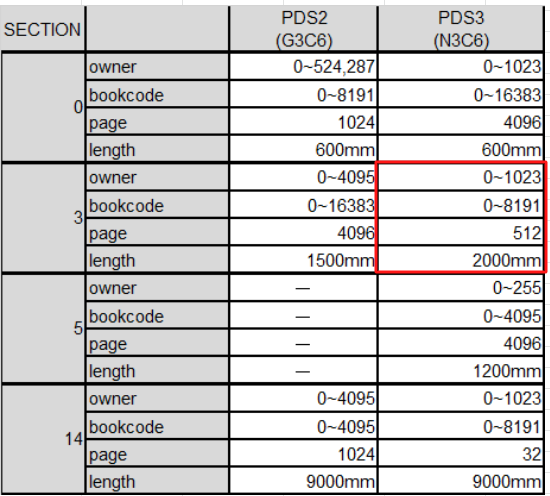 SECTION PDS2 (G3C6) PDS3 (N3C6)
0 owner 0~524,287 0~1023
bookcode 0~8191 0~16383
page 1024 4096
length 600mm 600mm
3 owner 0~4095 0~1023
bookcode 0~16383 0~8191
page 4096 512
length 1500mm 2000mm
5 owner — 0~255
bookcode — 0~4095
page — 4096
length — 1200mm
14 owner 0~4095 0~1023
bookcode 0~4095 0~8191
page 1024 32
length 9000mm 9000mm